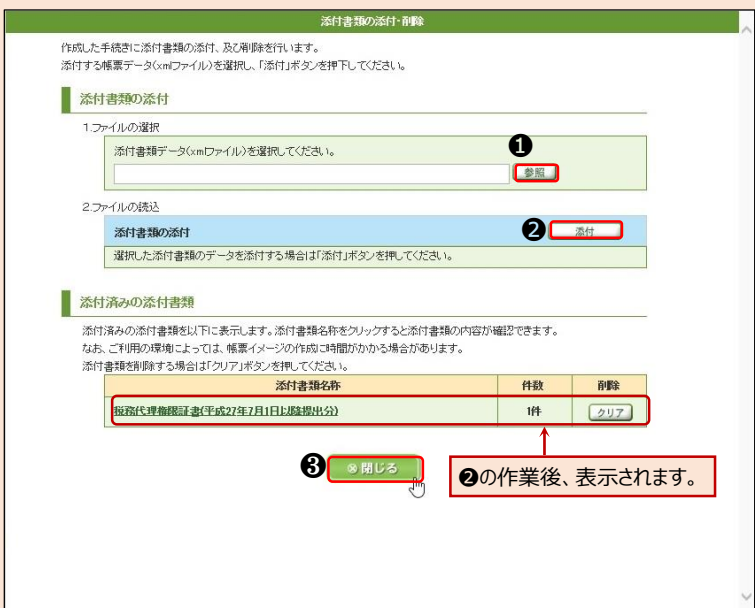 添付書類の添付・削除
作成した手続きに添付書類の添付、及び削除を行います。
添付する帳票データ(xmlファイル)を選択し、「添付」ボタンを押下してください。
添付書類の添付
1.ファイルの選択
添付書類データ(xmlファイル)を選択してください。
❶
参照
2.ファイルの読込
添付書類の添付
❷
添付
選択した添付書類のデータを添付する場合は「添付」ボタンを押してください。
添付済みの添付書類
添付済みの添付書類を以下に表示します。添付書類名称をクリックすると添付書類の内容が確認できます。
なお、ご利用の環境によっては、帳票イメージの作成に時間がかかる場合があります。
添付書類を削除する場合は「クリア」ボタンを押してください。
添付書類名称 件数 削除
税務代理権限証書(平成27年7月1日以降提出分) 1件 クリア
❸
⊗閉じる
❷の作業後、表示されます。